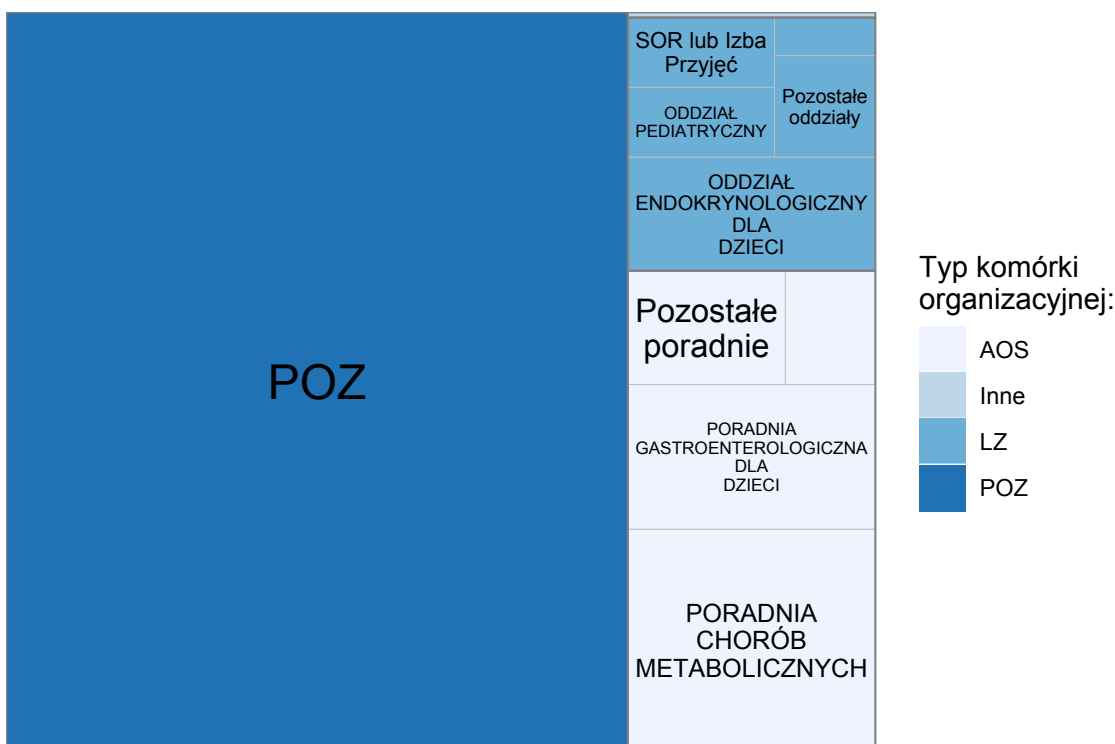 POZ
SOR lub Izba
Przyjęć
ODDZIAŁ
PEDIATRYCZNY
Pozostałe
oddziały
ODDZIAŁ
ENDOKRYNOLOGICZNY
DLA
DZIECI
Pozostałe
poradnie
PORADNIA
GASTROENTEROLOGICZNA
DLA
DZIECI
PORADNIA
CHORÓB
METABOLICZNYCH
Typ komórki
organizacyjnej:
AOS
Inne
LZ
POZ